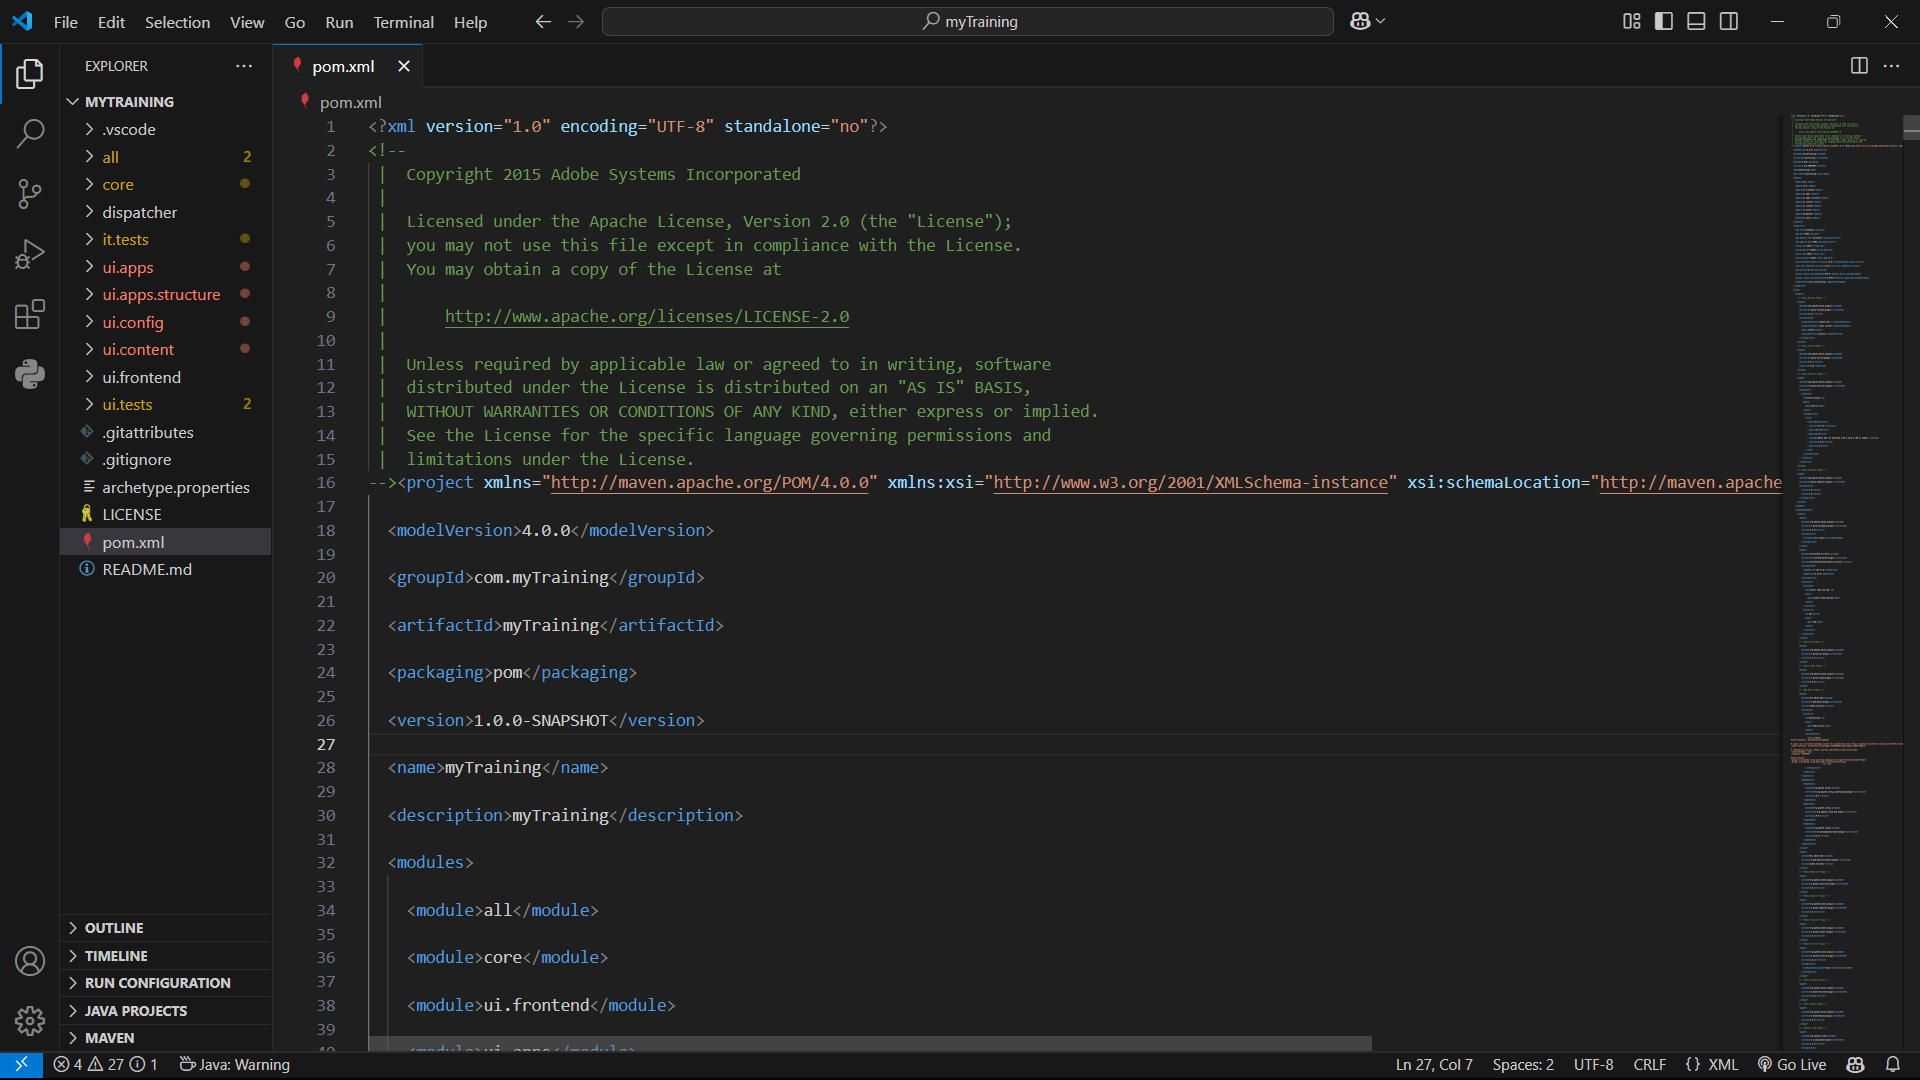 File Edit Selection View Go Run Terminal Help
myTraining
EXPLORER
MYTRAINING
.vscode
all 2
core
dispatcher
it.tests
ui.apps
ui.apps.structure
ui.config
ui.content
ui.frontend
ui.tests 2
.gitattributes
.gitignore
archetype.properties
LICENSE
pom.xml
README.md
OUTLINE
TIMELINE
RUN CONFIGURATION
JAVA PROJECTS
MAVEN
pom.xml
pom.xml
1 <?xml version="1.0" encoding="UTF-8" standalone="no"?>
2 <!--
3 | Copyright 2015 Adobe Systems Incorporated
4 |
5 | Licensed under the Apache License, Version 2.0 (the "License");
6 | you may not use this file except in compliance with the License.
7 | You may obtain a copy of the License at
8 |
9 | http://www.apache.org/licenses/LICENSE-2.0
10 |
11 | Unless required by applicable law or agreed to in writing, software
12 | distributed under the License is distributed on an "AS IS" BASIS,
13 | WITHOUT WARRANTIES OR CONDITIONS OF ANY KIND, either express or implied.
14 | See the License for the specific language governing permissions and
15 | limitations under the License.
16 --><project xmlns="http://maven.apache.org/POM/4.0.0" xmlns:xsi="http://www.w3.org/2001/XMLSchema-instance" xsi:schemaLocation="http://maven.apache
17
18 <modelVersion>4.0.0</modelVersion>
19
20 <groupId>com.myTraining</groupId>
21
22 <artifactId>myTraining</artifactId>
23
24 <packaging>pom</packaging>
25
26 <version>1.0.0-SNAPSHOT</version>
27
28 <name>myTraining</name>
29
30 <description>myTraining</description>
31
32 <modules>
33
34 <module>all</module>
35
36 <module>core</module>
37
38 <module>ui.frontend</module>
39
40 <module>ui.apps</module>
4 27 1 Java: Warning Ln 27, Col 7 Spaces: 2 UTF-8 CRLF {} XML Go Live